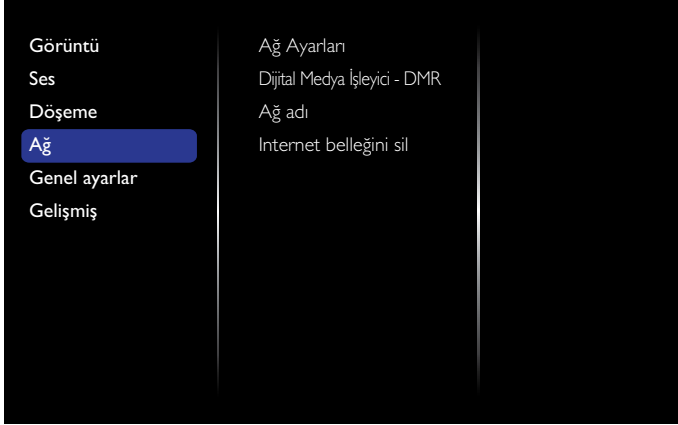 Görüntü
Ses
Döşeme
Ağ
Genel ayarlar
Gelişmiş
Ağ Ayarları
Dijital Medya İşleyici - DMR
Ağ adı
Internet belleğini sil